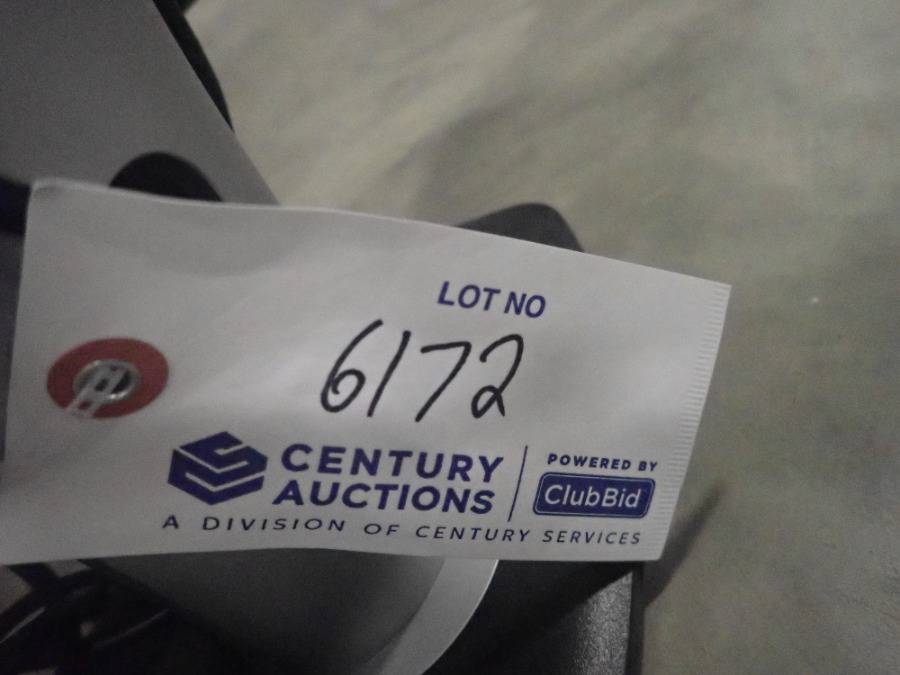 LOT NO
6172
CENTURY
AUCTIONS
POWERED BY
ClubBid
A DIVISION OF CENTURY SERVICES